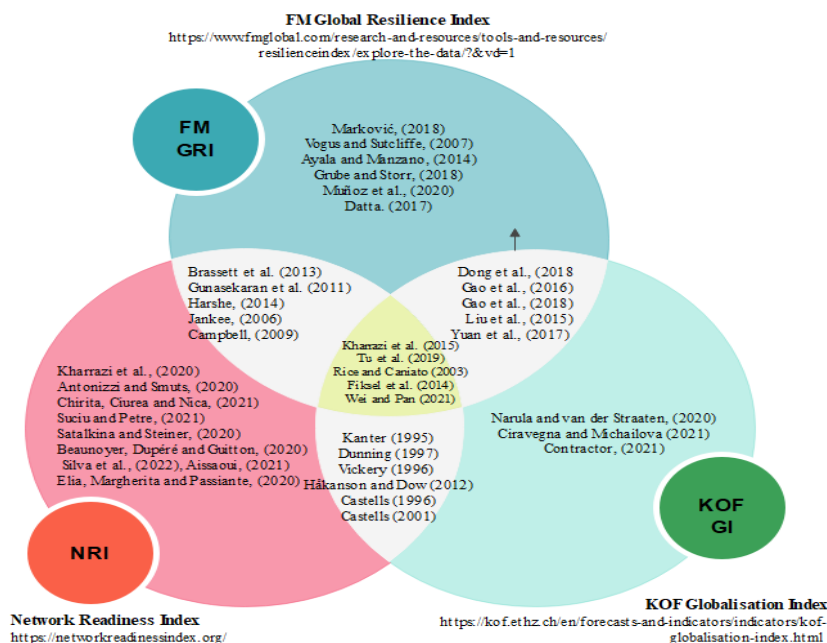 FM Global Resilience Index
https://www.fmglobal.com/research-and-resources/tools-and-resources/
resilienceindex/explore-the-data/?&vd=1
FM
GRI
Marković, (2018)
Vogus and Sutcliffe, (2007)
Ayala and Manzano, (2014)
Grube and Storr, (2018)
Muñoz et al., (2020)
Datta. (2017)
Brassett et al. (2013)
Gunasekaran et al. (2011)
Harshe, (2014)
Jankee, (2006)
Campbell, (2009)
Dong et al., (2018
Gao et al., (2016)
Gao et al., (2018)
Liu et al., (2015)
Yuan et al., (2017)
Kharrazi et al. (2015)
Tu et al. (2019)
Rice and Caniato (2003)
Fiksel et al. (2014)
Wei and Pan (2021)
Kharrazi et al., (2020)
Antonizzi and Smuts, (2020)
Chirita, Ciurea and Nica, (2021)
Suciu and Petre, (2021)
Satalkina and Steiner, (2020)
Beaunoyer, Dupéré and Guitton, (2020)
Silva et al., (2022), Aissaoui, (2021)
Elia, Margherita and Passiante, (2020)
Kanter (1995)
Dunning (1997)
Vickery (1996)
Håkanson and Dow (2012)
Castells (1996)
Castells (2001)
Narula and van der Straaten, (2020)
Ciravegna and Michailova (2021)
Contractor, (2021)
KOF
GI
NRI
Network Readiness Index
https://networkreadinessindex.org/
KOF Globalisation Index
https://kof.ethz.ch/en/forecasts-and-indicators/indicators/kof-
globalisation-index.html